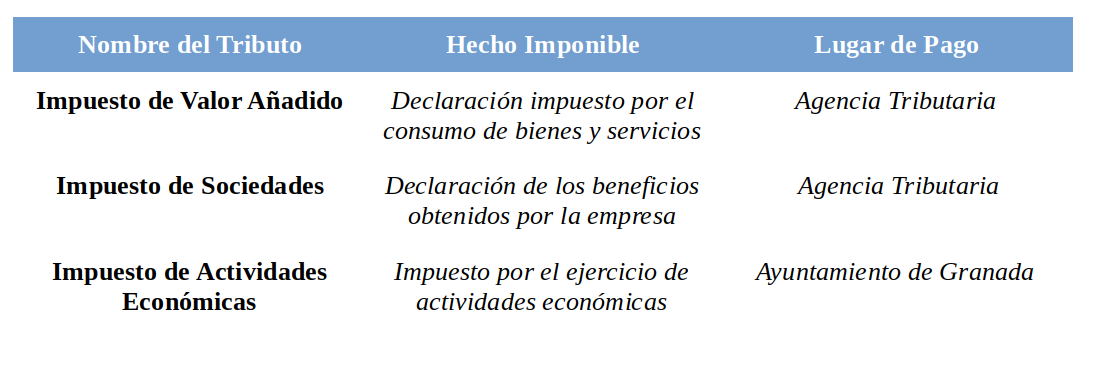 Nombre del Tributo Hecho Imponible Lugar de Pago
Impuesto de Valor Añadido Declaración impuesto por el Agencia Tributaria
consumo de bienes y servicios
Impuesto de Sociedades Declaración de los beneficios Agencia Tributaria
obtenidos por la empresa
Impuesto de Actividades Impuesto por el ejercicio de Ayuntamiento de Granada
Económicas actividades económicas